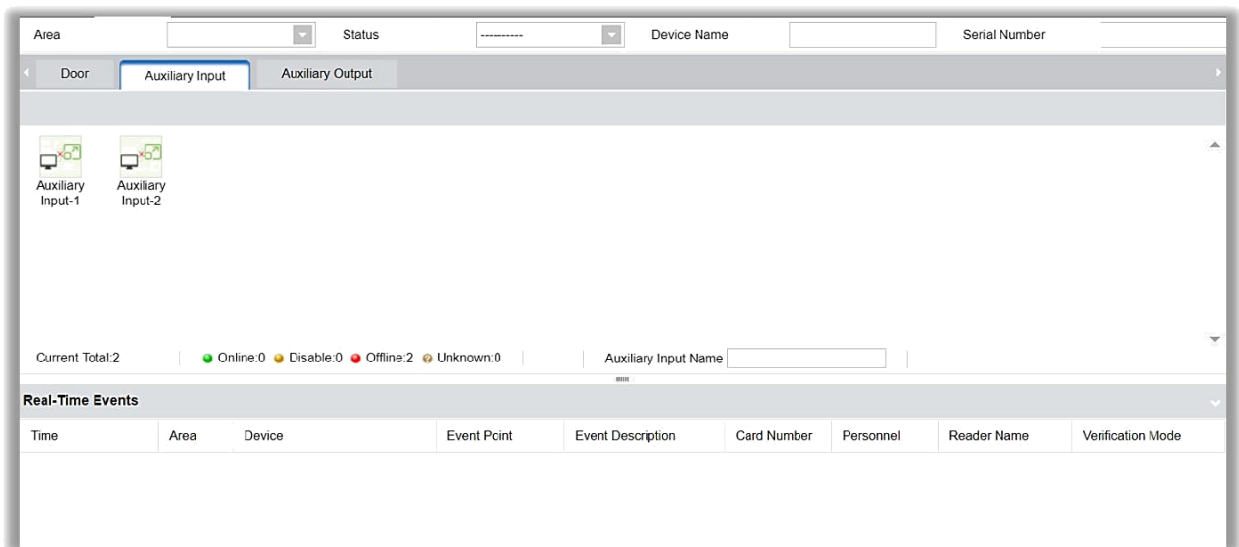 Area Status ---------- Device Name Serial Number
Door Auxiliary Input Auxiliary Output
Auxiliary Input-1
Auxiliary Input-2
Current Total:2 Online:0 Disable:0 Offline:2 Unknown:0 Auxiliary Input Name
Real-Time Events
Time Area Device Event Point Event Description Card Number Personnel Reader Name Verification Mode